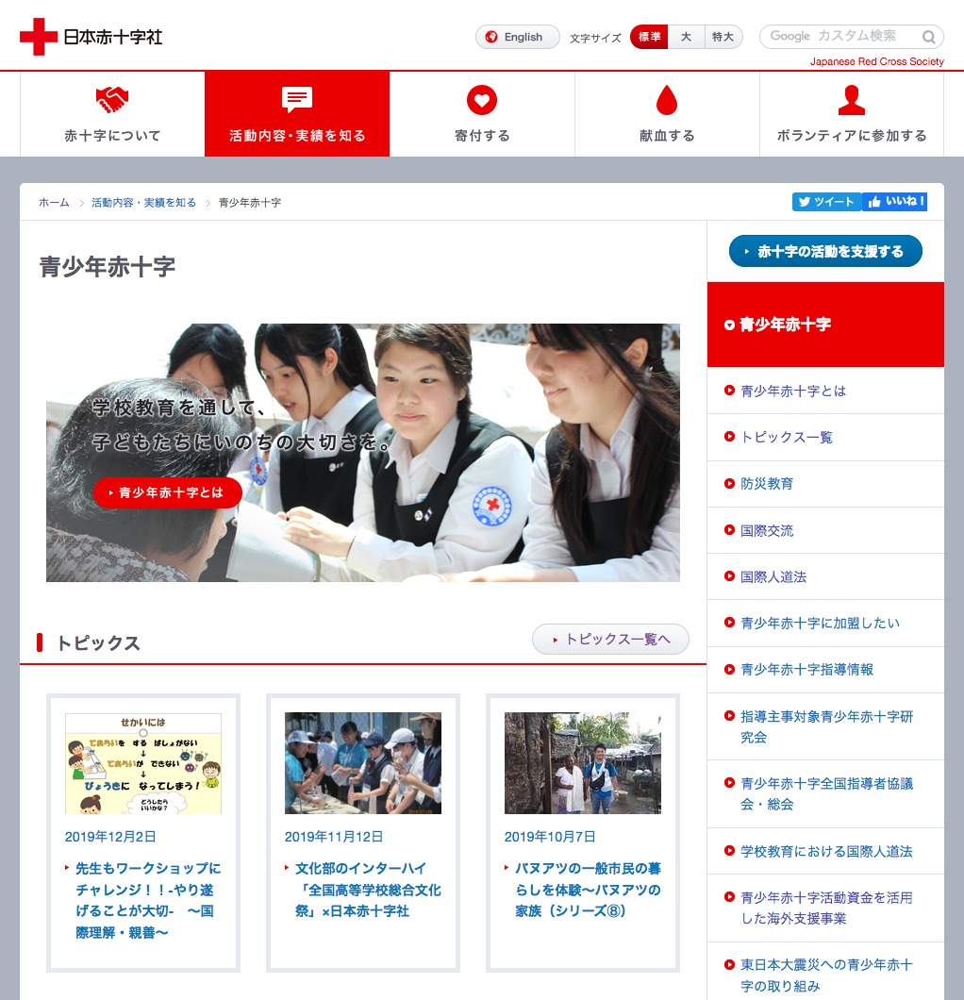 日本赤十字社
English
文字サイズ
標準
大
特大
Google カスタム検索
Japanese Red Cross Society
赤十字について
活動内容・実績を知る
寄付する
献血する
ボランティアに参加する
ホーム
活動内容・実績を知る
青少年赤十字
ツイート
いいね！
青少年赤十字
学校教育を通して、
子どもたちにいのちの大切さを。
青少年赤十字とは
トピックス
トピックス一覧へ
せかいには
てあらいを する ばしょがない
↓
てあらいが できない
↓
びょうきに なってしまう！
どうしたら
いいかな？
2019年12月2日
先生もワークショップに
チャレンジ！！-やり遂
げることが大切-　～国
際理解・親善～
2019年11月12日
文化部のインターハイ
「全国高等学校総合文化
祭」×日本赤十字社
2019年10月7日
バヌアツの一般市民の暮
らしを体験～バヌアツの
家族（シリーズ⑧）
赤十字の活動を支援する
青少年赤十字
青少年赤十字とは
トピックス一覧
防災教育
国際交流
国際人道法
青少年赤十字に加盟したい
青少年赤十字指導情報
指導主事対象青少年赤十字研
究会
青少年赤十字全国指導者協議
会・総会
学校教育における国際人道法
青少年赤十字活動資金を活用
した海外支援事業
東日本大震災への青少年赤十
字の取り組み